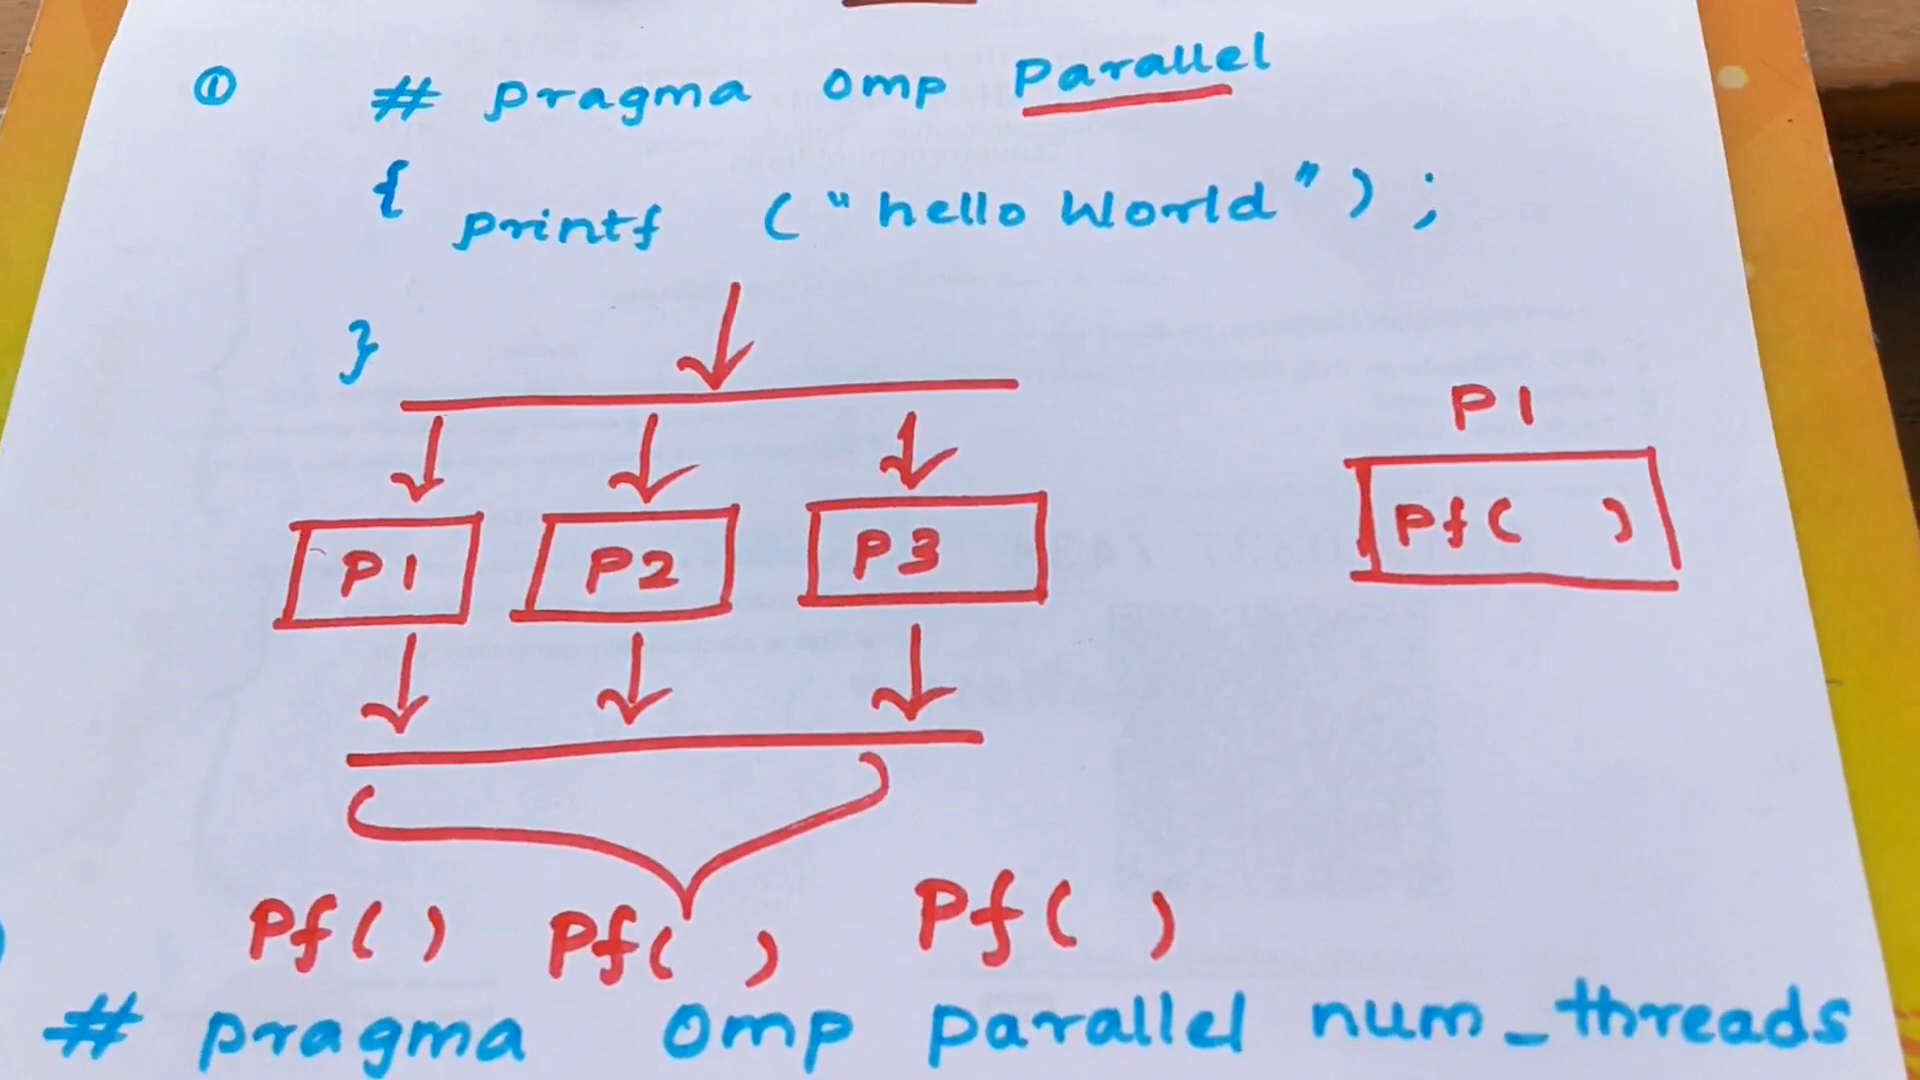 ① # pragma omp Parallel
{ printf ("hello World");
}
P1
P1 P2 P3
Pf( )
Pf( ) Pf( ) Pf( )
# pragma omp parallel num_threads